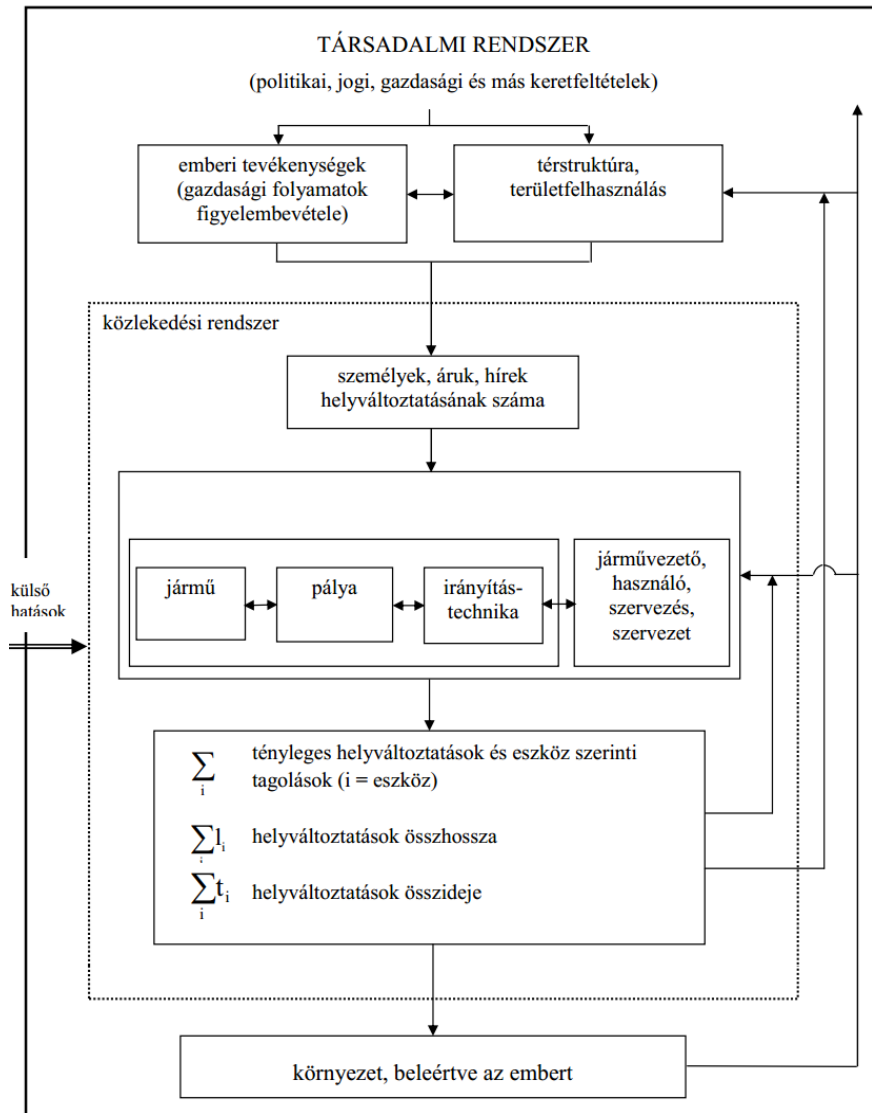 TÁRSADALMI RENDSZER
(politikai, jogi, gazdasági és más keretfeltételek)
emberi tevékenységek
(gazdasági folyamatok
figyelembevétele)
térstruktúra,
területfelhasználás
közlekedési rendszer
személyek, áruk, hírek
helyváltoztatásának száma
külső
hatások
jármű
pálya
irányítás-
technika
járművezető,
használó,
szervezés,
szervezet
∑ i tényleges helyváltoztatások és eszköz szerinti
tagolások (i = eszköz)
∑ l i helyváltoztatások összhossza
∑ i t i helyváltoztatások összideje
környezet, beleértve az embert